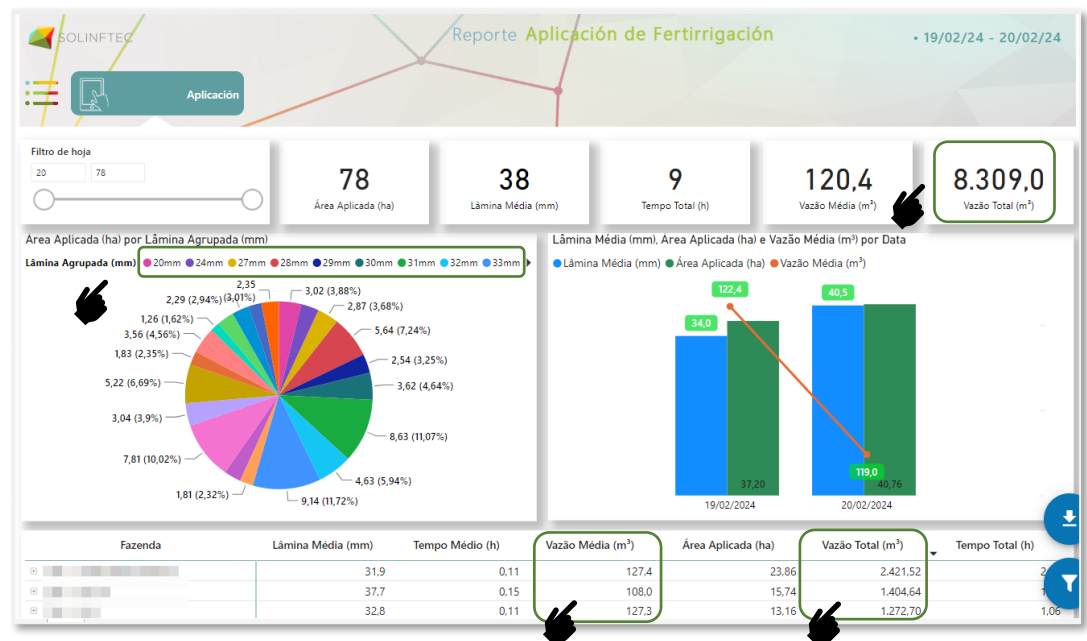 SOLINFTEC
Reporte Aplicación de Fertirrigación
• 19/02/24 - 20/02/24
Aplicación
Filtro de hoja
20 78
78
Área Aplicada (ha)
38
Lâmina Média (mm)
9
Tempo Total (h)
120,4
Vazão Média (m³)
8.309,0
Vazão Total (m³)
Área Aplicada (ha) por Lâmina Agrupada (mm)
Lâmina Agrupada (mm) 20mm 24mm 27mm 28mm 29mm 30mm 31mm 32mm 33mm
3,02 (3,88%)
2,87 (3,68%)
5,64 (7,24%)
2,54 (3,25%)
3,62 (4,64%)
8,63 (11,07%)
4,63 (5,94%)
9,14 (11,72%)
1,81 (2,32%)
7,81 (10,02%)
3,04 (3,9%)
5,22 (6,69%)
1,83 (2,35%)
3,56 (4,56%)
1,26 (1,62%)
2,29 (2,94%)
2,35
(3,01%)
Lâmina Média (mm), Área Aplicada (ha) e Vazão Média (m³) por Data
Lâmina Média (mm) Área Aplicada (ha) Vazão Média (m³)
122,4
40,5
34,0
119,0
37,20
40,76
19/02/2024
20/02/2024
Fazenda Lâmina Média (mm) Tempo Médio (h) Vazão Média (m³) Área Aplicada (ha) Vazão Total (m³) Tempo Total (h)
31,9 0,11 127,4 23,86 2.421,52
37,7 0,15 108,0 15,74 1.404,64
32,8 0,11 127,3 13,16 1.272,70 1,06